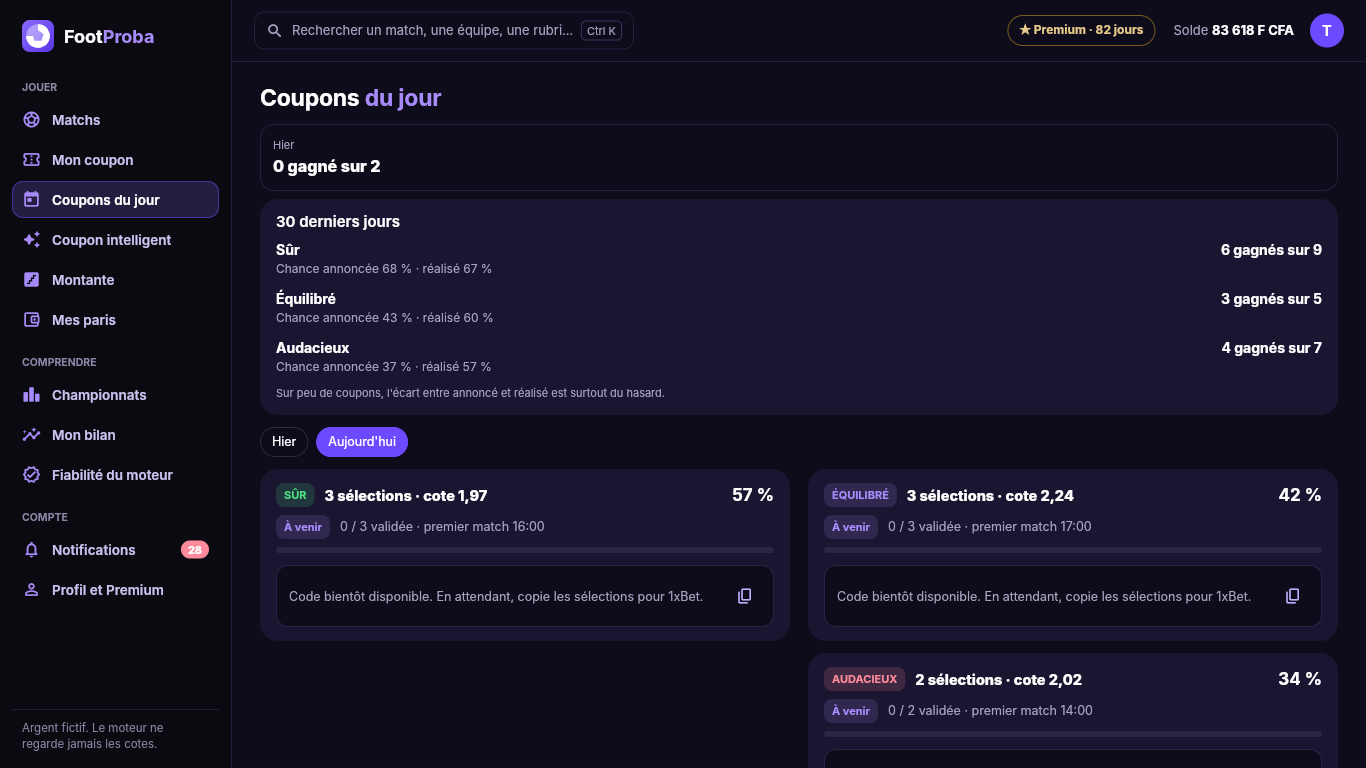 FootProba
JOUER
Matchs
Mon coupon
Coupons du jour
Coupon intelligent
Montante
Mes paris
COMPRENDRE
Championnats
Mon bilan
Fiabilité du moteur
COMPTE
Notifications 28
Profil et Premium
Argent fictif. Le moteur ne
regarde jamais les cotes.
Rechercher un match, une équipe, une rubri... Ctrl K
★ Premium · 82 jours
Solde 83 618 F CFA
T
Coupons du jour
Hier
0 gagné sur 2
30 derniers jours
Sûr 6 gagnés sur 9
Chance annoncée 68 % · réalisé 67 %
Équilibré 3 gagnés sur 5
Chance annoncée 43 % · réalisé 60 %
Audacieux 4 gagnés sur 7
Chance annoncée 37 % · réalisé 57 %
Sur peu de coupons, l'écart entre annoncé et réalisé est surtout du hasard.
Hier Aujourd'hui
SÛR 3 sélections · cote 1,97 57 %
À venir 0 / 3 validée · premier match 16:00
Code bientôt disponible. En attendant, copie les sélections pour 1xBet.
ÉQUILIBRÉ 3 sélections · cote 2,24 42 %
À venir 0 / 3 validée · premier match 17:00
Code bientôt disponible. En attendant, copie les sélections pour 1xBet.
AUDACIEUX 2 sélections · cote 2,02 34 %
À venir 0 / 2 validée · premier match 14:00